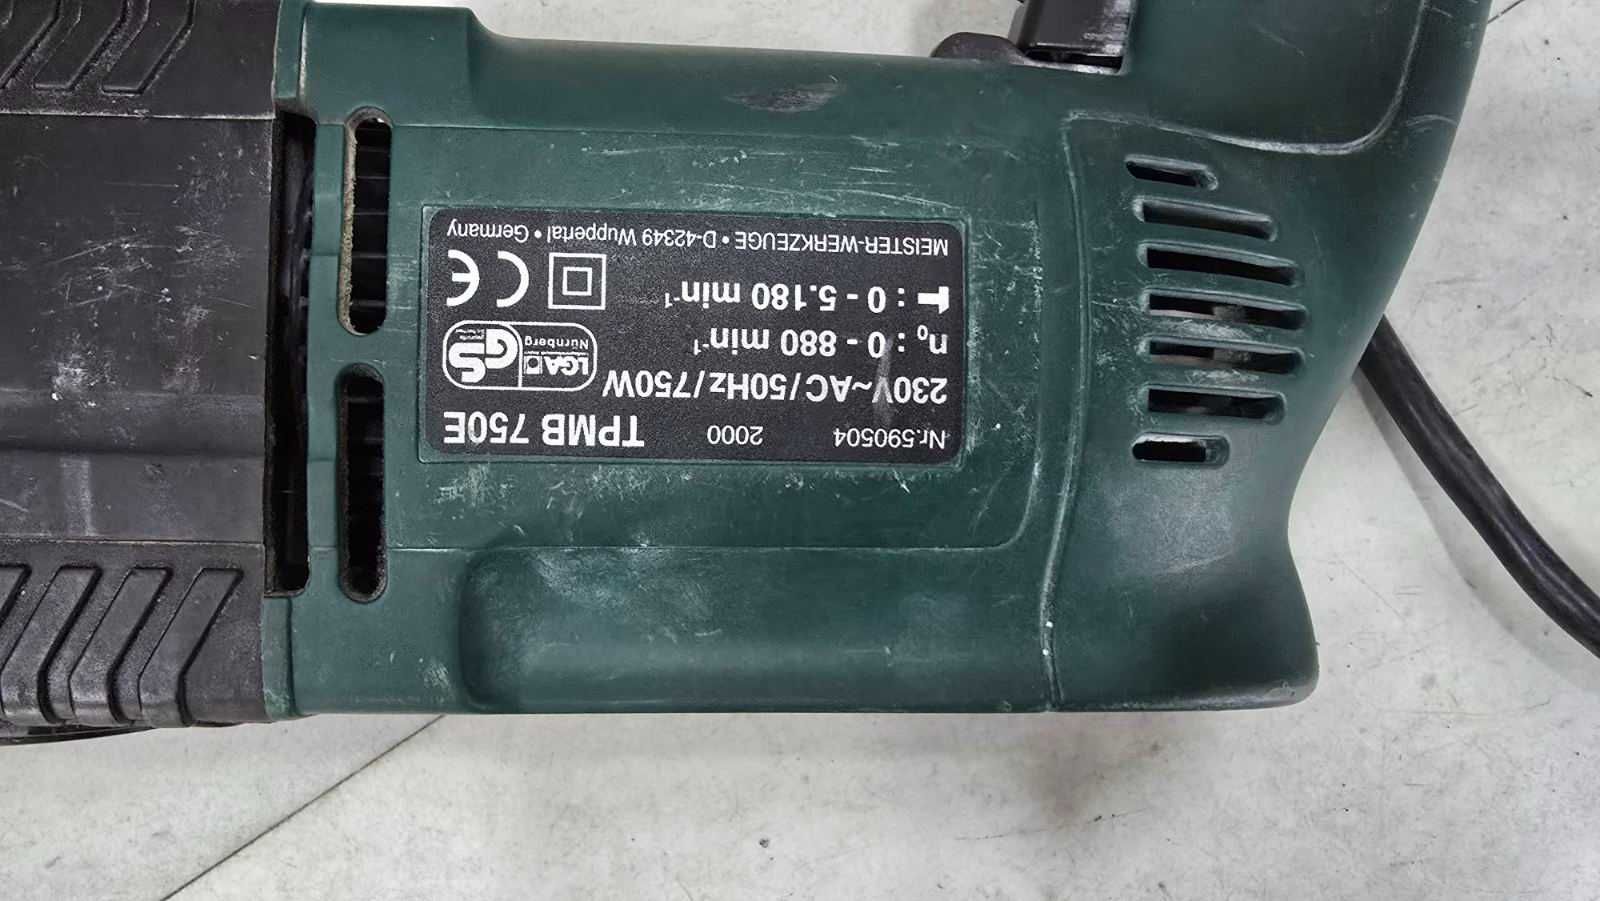 Nr.590504 2000 TPMB 750E
230V~AC/50Hz/750W
n₀ : 0 - 880 min⁻¹
LGA
Nürnberg
GS
: 0 - 5.180 min⁻¹
CE
MEISTER-WERKZEUGE • D-42349 Wuppertal • Germany